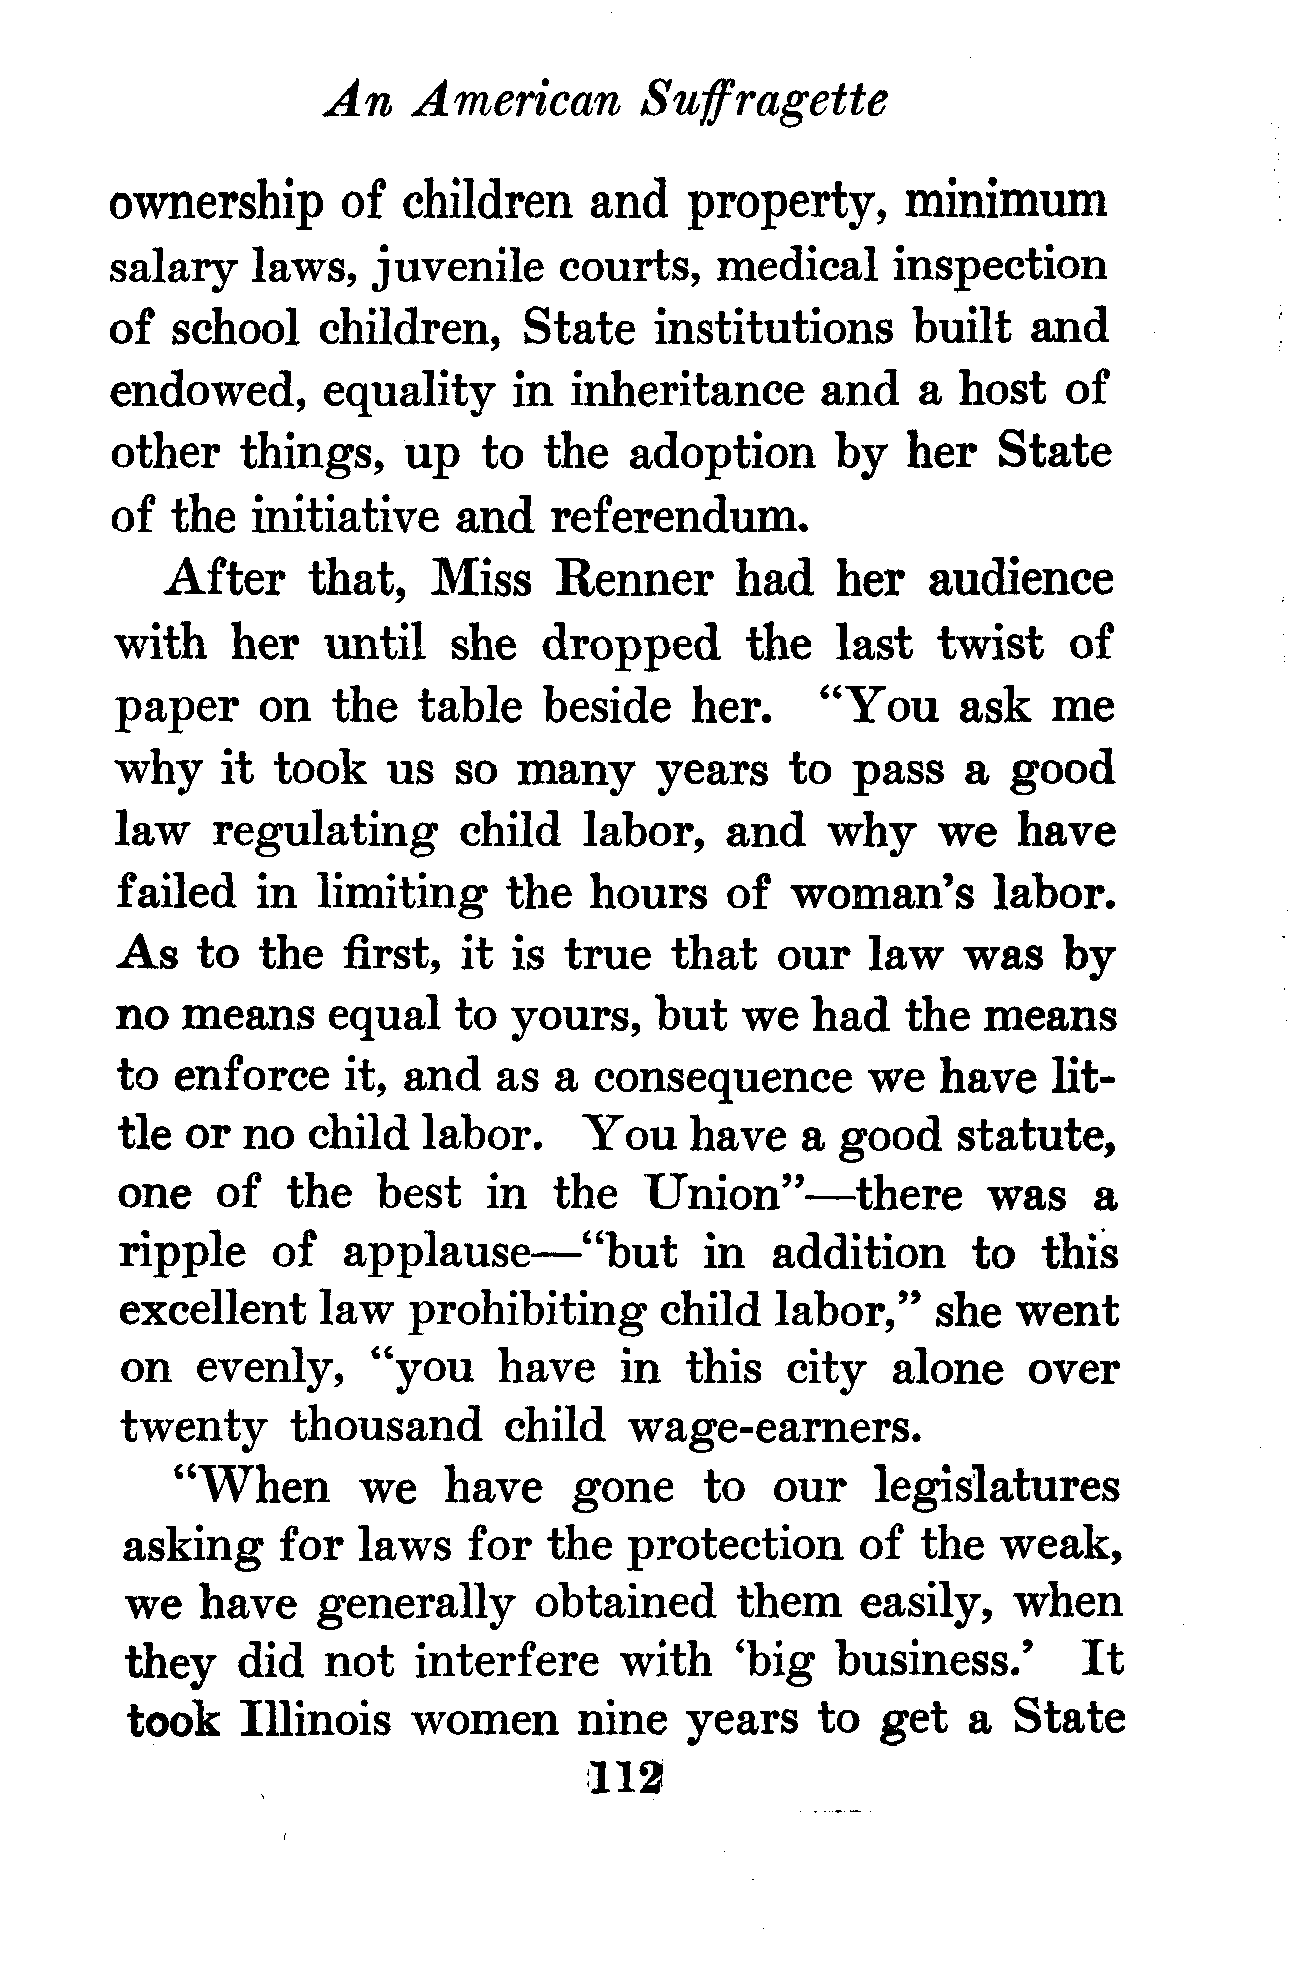 An American Suffragette
ownership of children and property, minimum
salary laws, juvenile courts, medical inspection
of school children, State institutions built and
endowed, equality in inheritance and a host of
other things, up to the adoption by her State
of the initiative and referendum.
After that, Miss Renner had her audience
with her until she dropped the last twist of
paper on the table beside her. “You ask me
why it took us so many years to pass a good
law regulating child labor, and why we have
failed in limiting the hours of woman’s labor.
As to the first, it is true that our law was by
no means equal to yours, but we had the means
to enforce it, and as a consequence we have lit-
tle or no child labor. You have a good statute,
one of the best in the Union”—there was a
ripple of applause—“but in addition to this
excellent law prohibiting child labor,” she went
on evenly, “you have in this city alone over
twenty thousand child wage-earners.
“When we have gone to our legislatures
asking for laws for the protection of the weak,
we have generally obtained them easily, when
they did not interfere with ‘big business.’ It
took Illinois women nine years to get a State
112